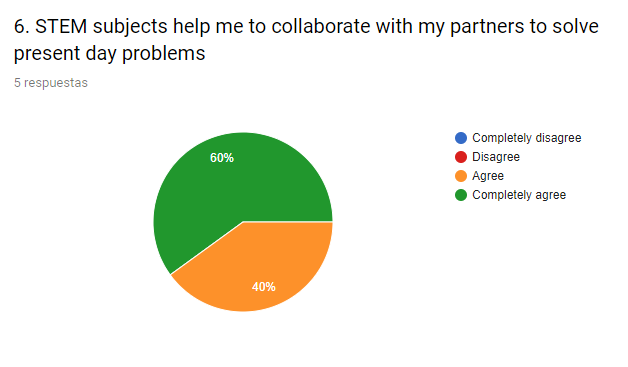 6. STEM subjects help me to collaborate with my partners to solve
present day problems
5 respuestas
60%
40%
Completely disagree
Disagree
Agree
Completely agree